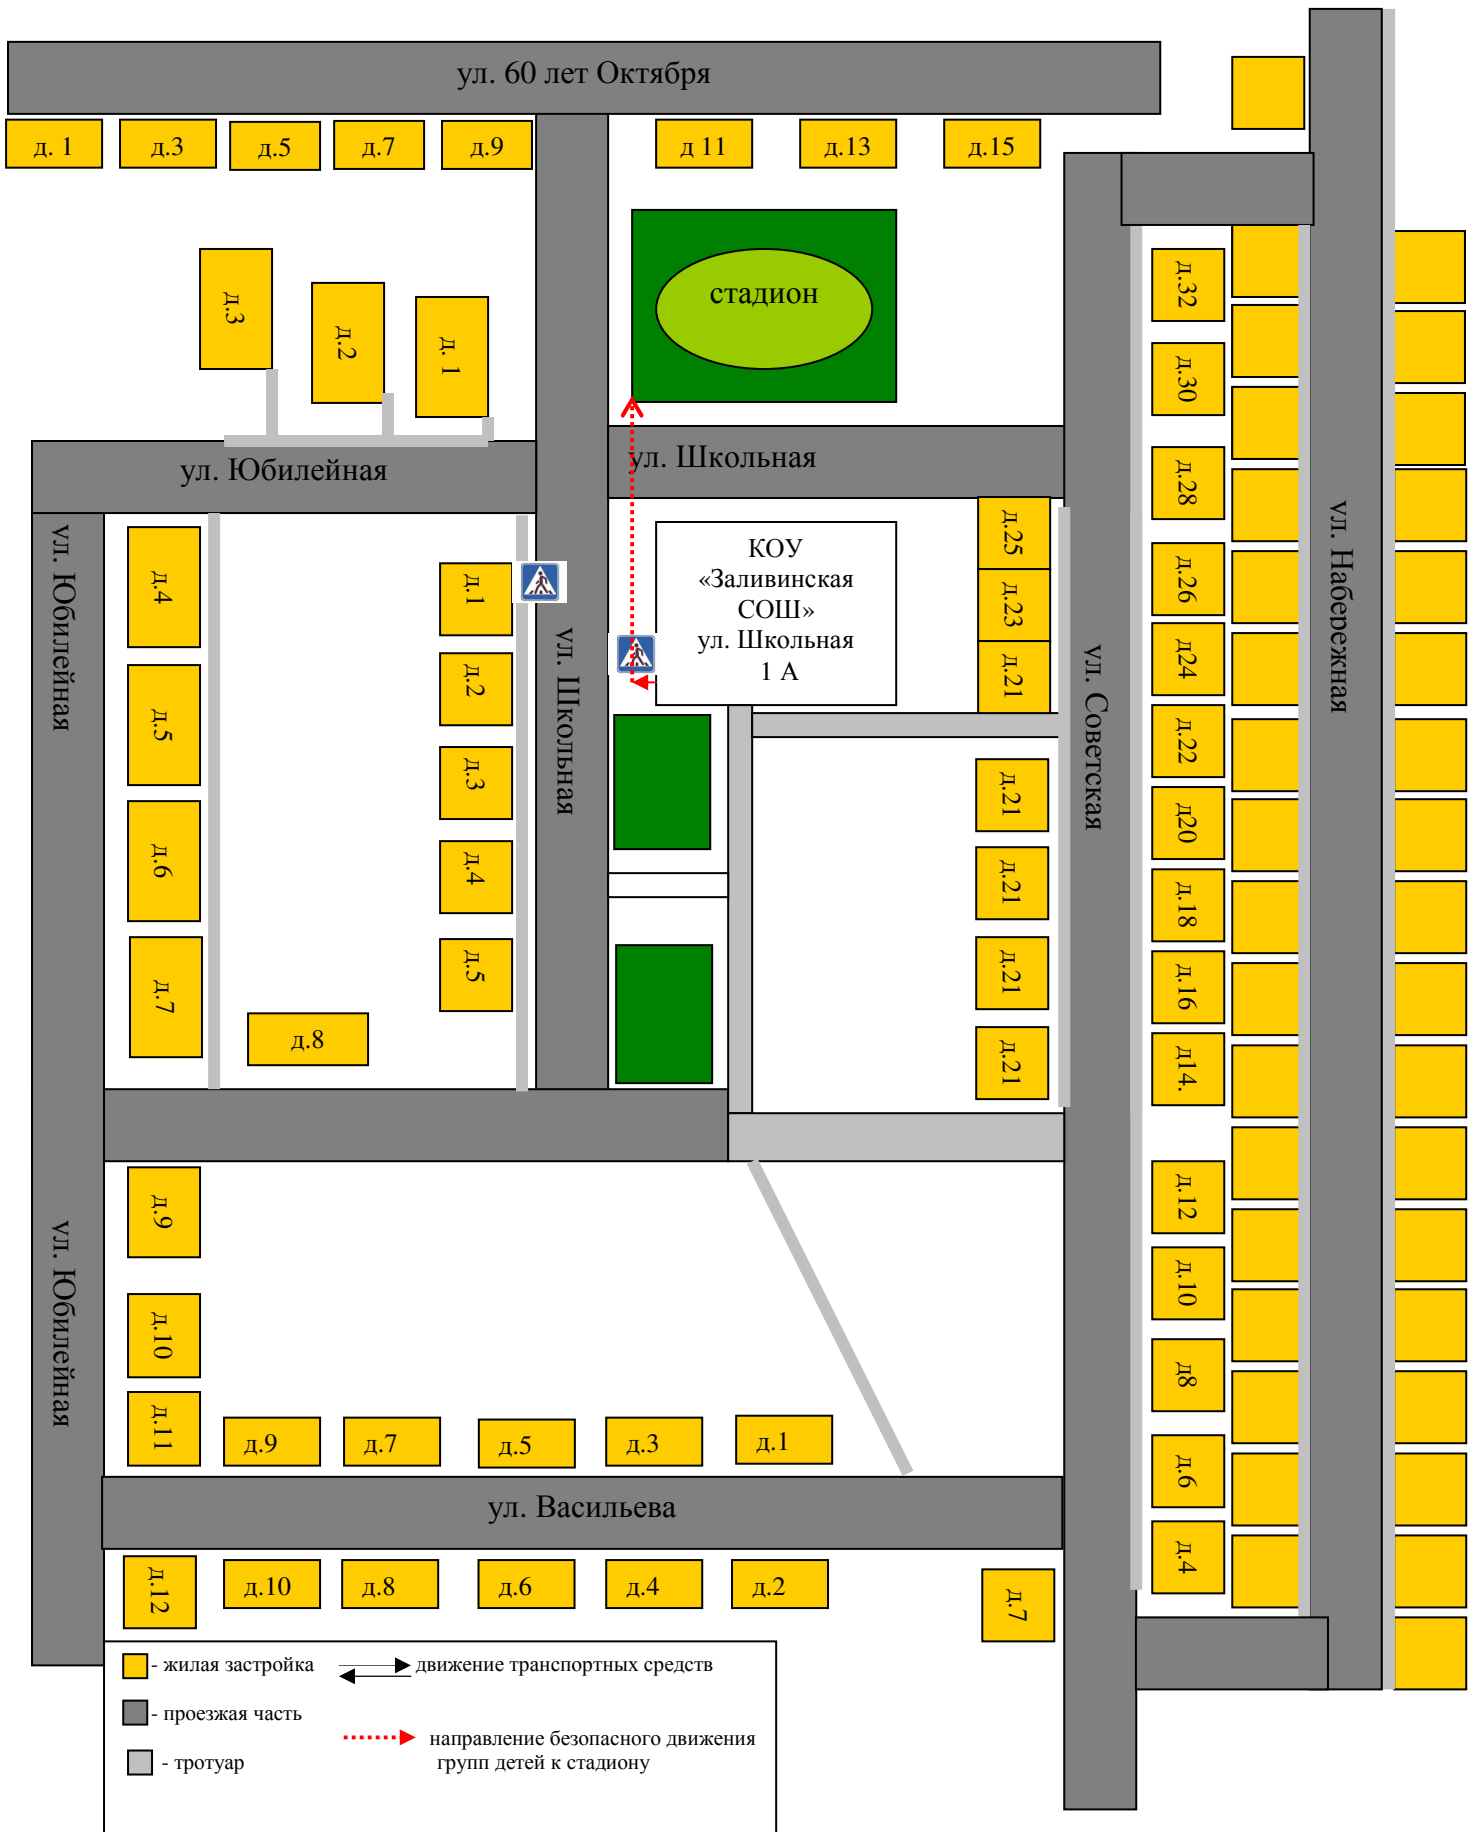 ул. 60 лет Октября
д. 1
д.3
д.5
д.7
д.9
д 11
д.13
д.15
д.3
д.2
д. 1
стадион
д.32
д.30
д.28
д.26
д24
д.22
д20
д.18
д.16
д14.
д.12
д.10
д8
д.6
д.4
ул. Юбилейная
ул. Школьная
ул. Юбилейная
д.4
д.5
д.6
д.7
д.8
д.1
д.2
д.3
д.4
д.5
ул. Школьная
КОУ
«Заливинская
СОШ»
ул. Школьная
1 А
д.25
д.23
д.21
д.21
д.21
д.21
д.21
ул. Советская
ул. Набережная
ул. Юбилейная
д.9
д.10
д.11
д.9
д.7
д.5
д.3
д.1
ул. Васильева
д.12
д.10
д.8
д.6
д.4
д.2
д.7
- жилая застройка
движение транспортных средств
- проезжая часть
направление безопасного движения
групп детей к стадиону
- тротуар